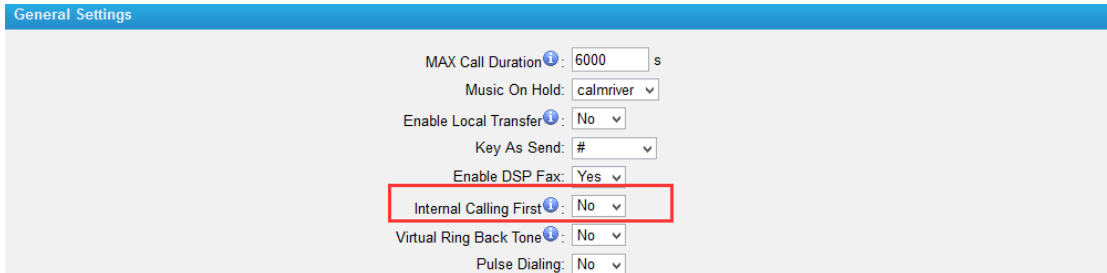 General Settings
MAX Call Duration i : 6000 s
Music On Hold: calmriver
Enable Local Transfer i : No
Key As Send: #
Enable DSP Fax: Yes
Internal Calling First i : No
Virtual Ring Back Tone i : No
Pulse Dialing: No